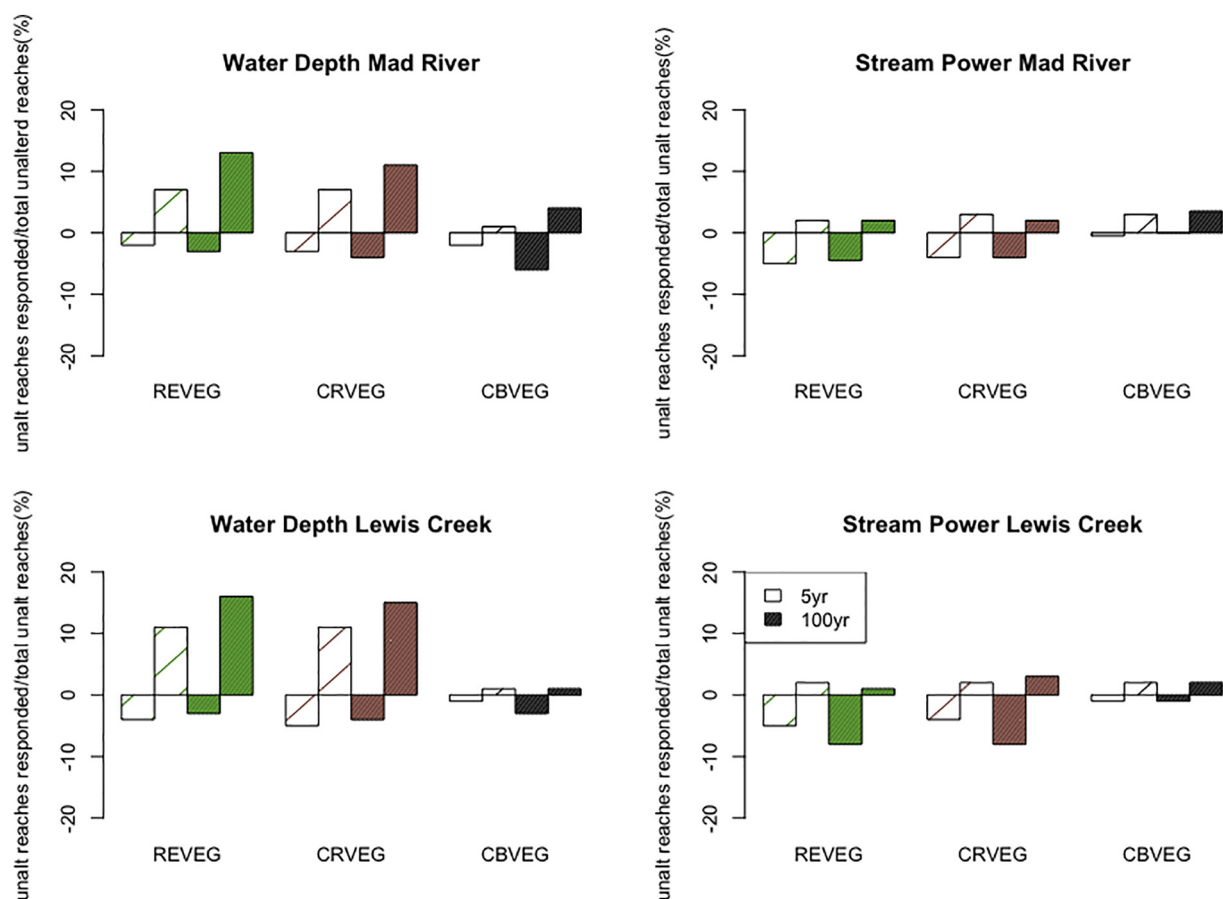 Water Depth Mad River
unalt reaches responded/total unalterd reaches(%)
20
10
0
-10
-20
REVEG CRVEG CBVEG
Stream Power Mad River
unalt reaches responded/total unalt reaches(%)
20
10
0
-10
-20
REVEG CRVEG CBVEG
Water Depth Lewis Creek
unalt reaches responded/total unalt reaches(%)
20
10
0
-10
-20
REVEG CRVEG CBVEG
Stream Power Lewis Creek
unalt reaches responded/total unalt reaches(%)
20
10
0
-10
-20
5yr
100yr
REVEG CRVEG CBVEG